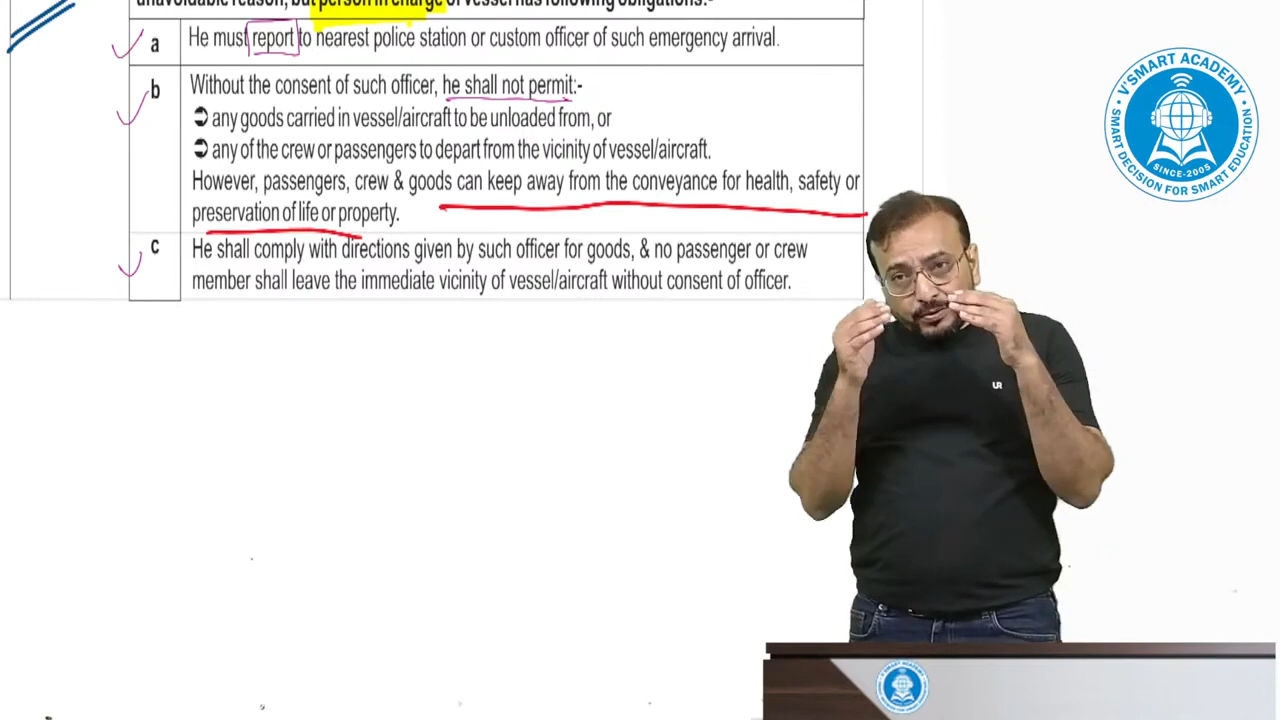 unavoidable reason, but person in charge of vessel has following obligations:-
a He must report to nearest police station or custom officer of such emergency arrival.
b Without the consent of such officer, he shall not permit:-
➲ any goods carried in vessel/aircraft to be unloaded from, or
➲ any of the crew or passengers to depart from the vicinity of vessel/aircraft.
However, passengers, crew & goods can keep away from the conveyance for health, safety or
preservation of life or property.
c He shall comply with directions given by such officer for goods, & no passenger or crew
member shall leave the immediate vicinity of vessel/aircraft without consent of officer.
V'SMART ACADEMY
SINCE-2005
SMART DECISION FOR SMART EDUCATION
UR
V'SMART ACADEMY